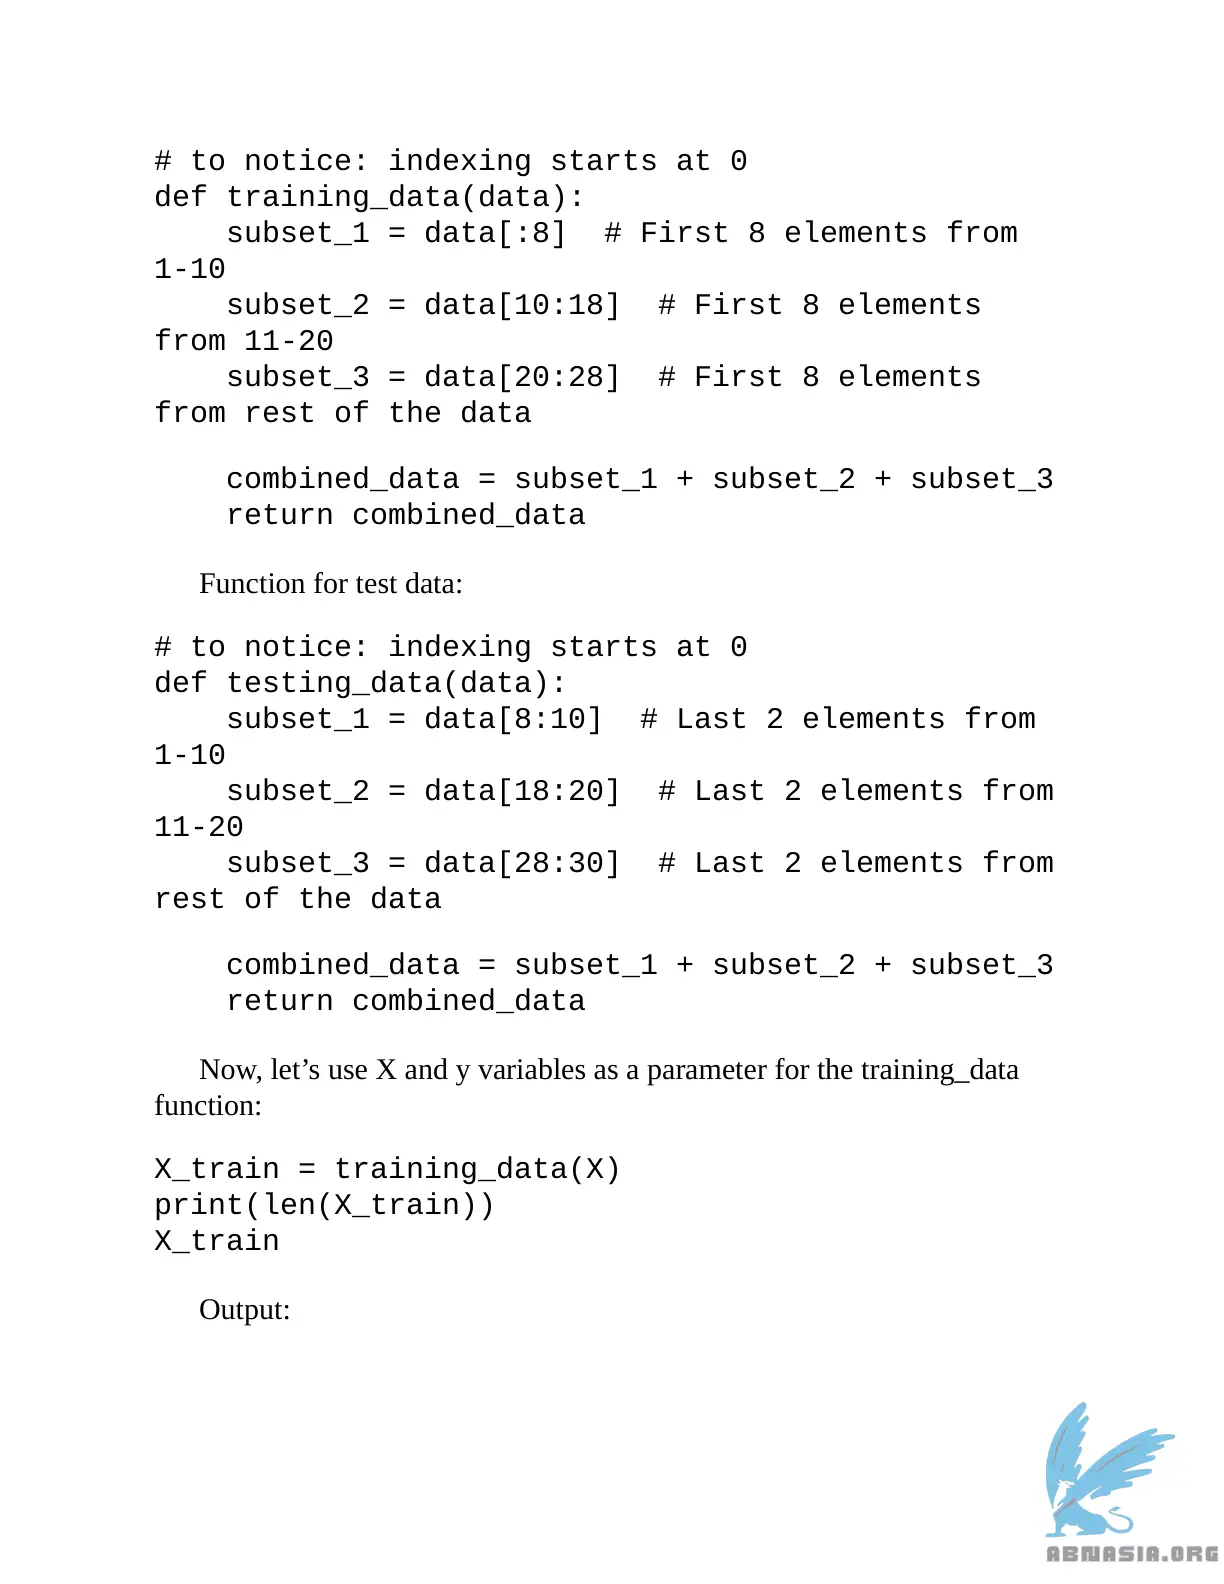 # to notice: indexing starts at 0
def training_data(data):
    subset_1 = data[:8]  # First 8 elements from
1-10
    subset_2 = data[10:18]  # First 8 elements
from 11-20
    subset_3 = data[20:28]  # First 8 elements
from rest of the data
    combined_data = subset_1 + subset_2 + subset_3
    return combined_data
Function for test data:
# to notice: indexing starts at 0
def testing_data(data):
    subset_1 = data[8:10]  # Last 2 elements from
1-10
    subset_2 = data[18:20]  # Last 2 elements from
11-20
    subset_3 = data[28:30]  # Last 2 elements from
rest of the data
    combined_data = subset_1 + subset_2 + subset_3
    return combined_data
Now, let’s use X and y variables as a parameter for the training_data
function:
X_train = training_data(X)
print(len(X_train))
X_train
Output:
ABNASIA.ORG